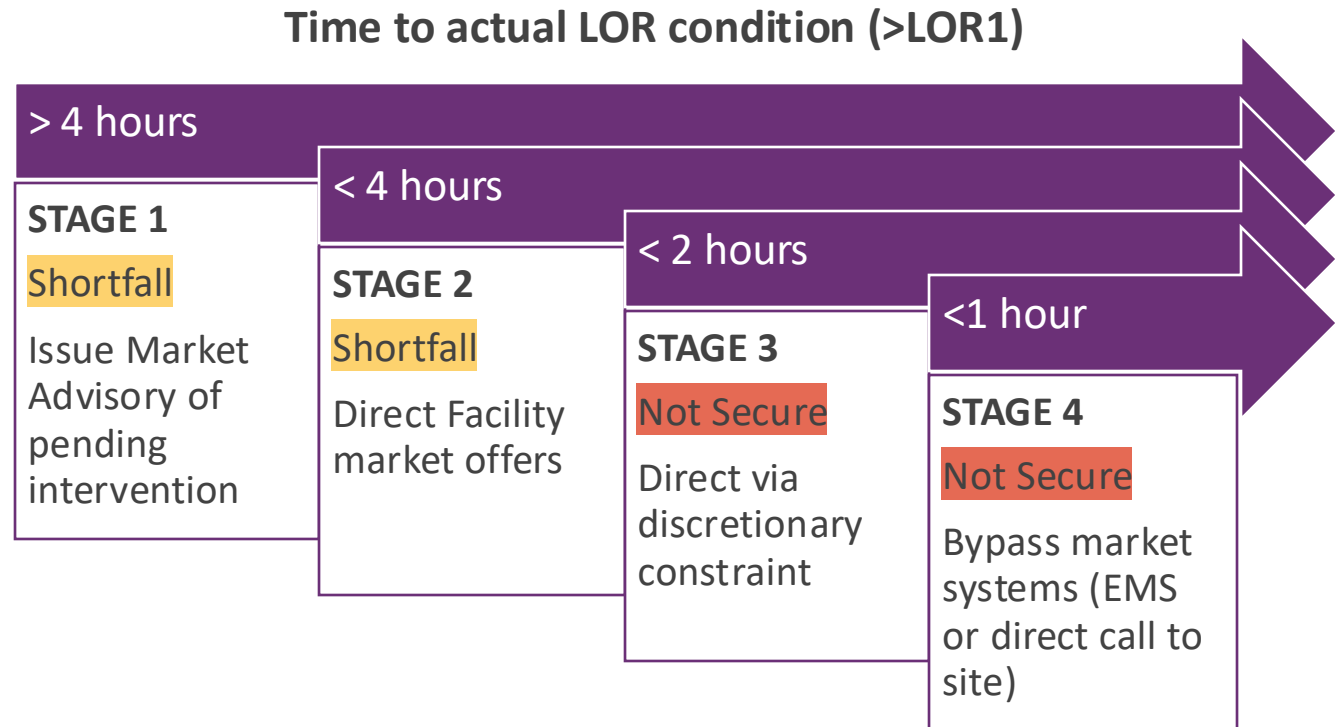 Time to actual LOR condition (>LOR1)
> 4 hours
STAGE 1
Shortfall
Issue Market
Advisory of
pending
intervention
< 4 hours
STAGE 2
Shortfall
Direct Facility
market offers
< 2 hours
STAGE 3
Not Secure
Direct via
discretionary
constraint
<1 hour
STAGE 4
Not Secure
Bypass market
systems (EMS
or direct call to
site)